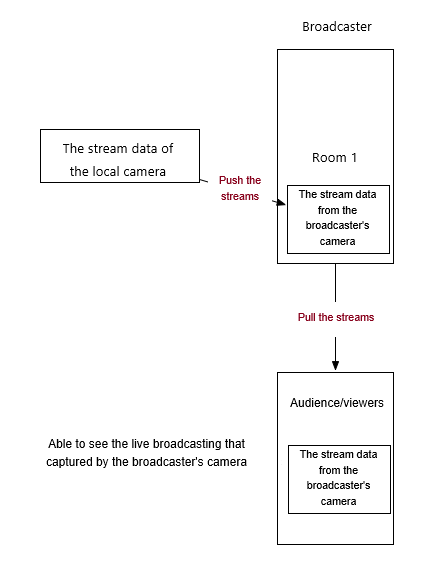 Broadcaster
The stream data of
the local camera
Room 1
Push the
streams
The stream data
from the
broadcaster's
camera
Pull the streams
Audience/viewers
Able to see the live broadcasting that
captured by the broadcaster's camera
The stream data
from the
broadcaster's
camera